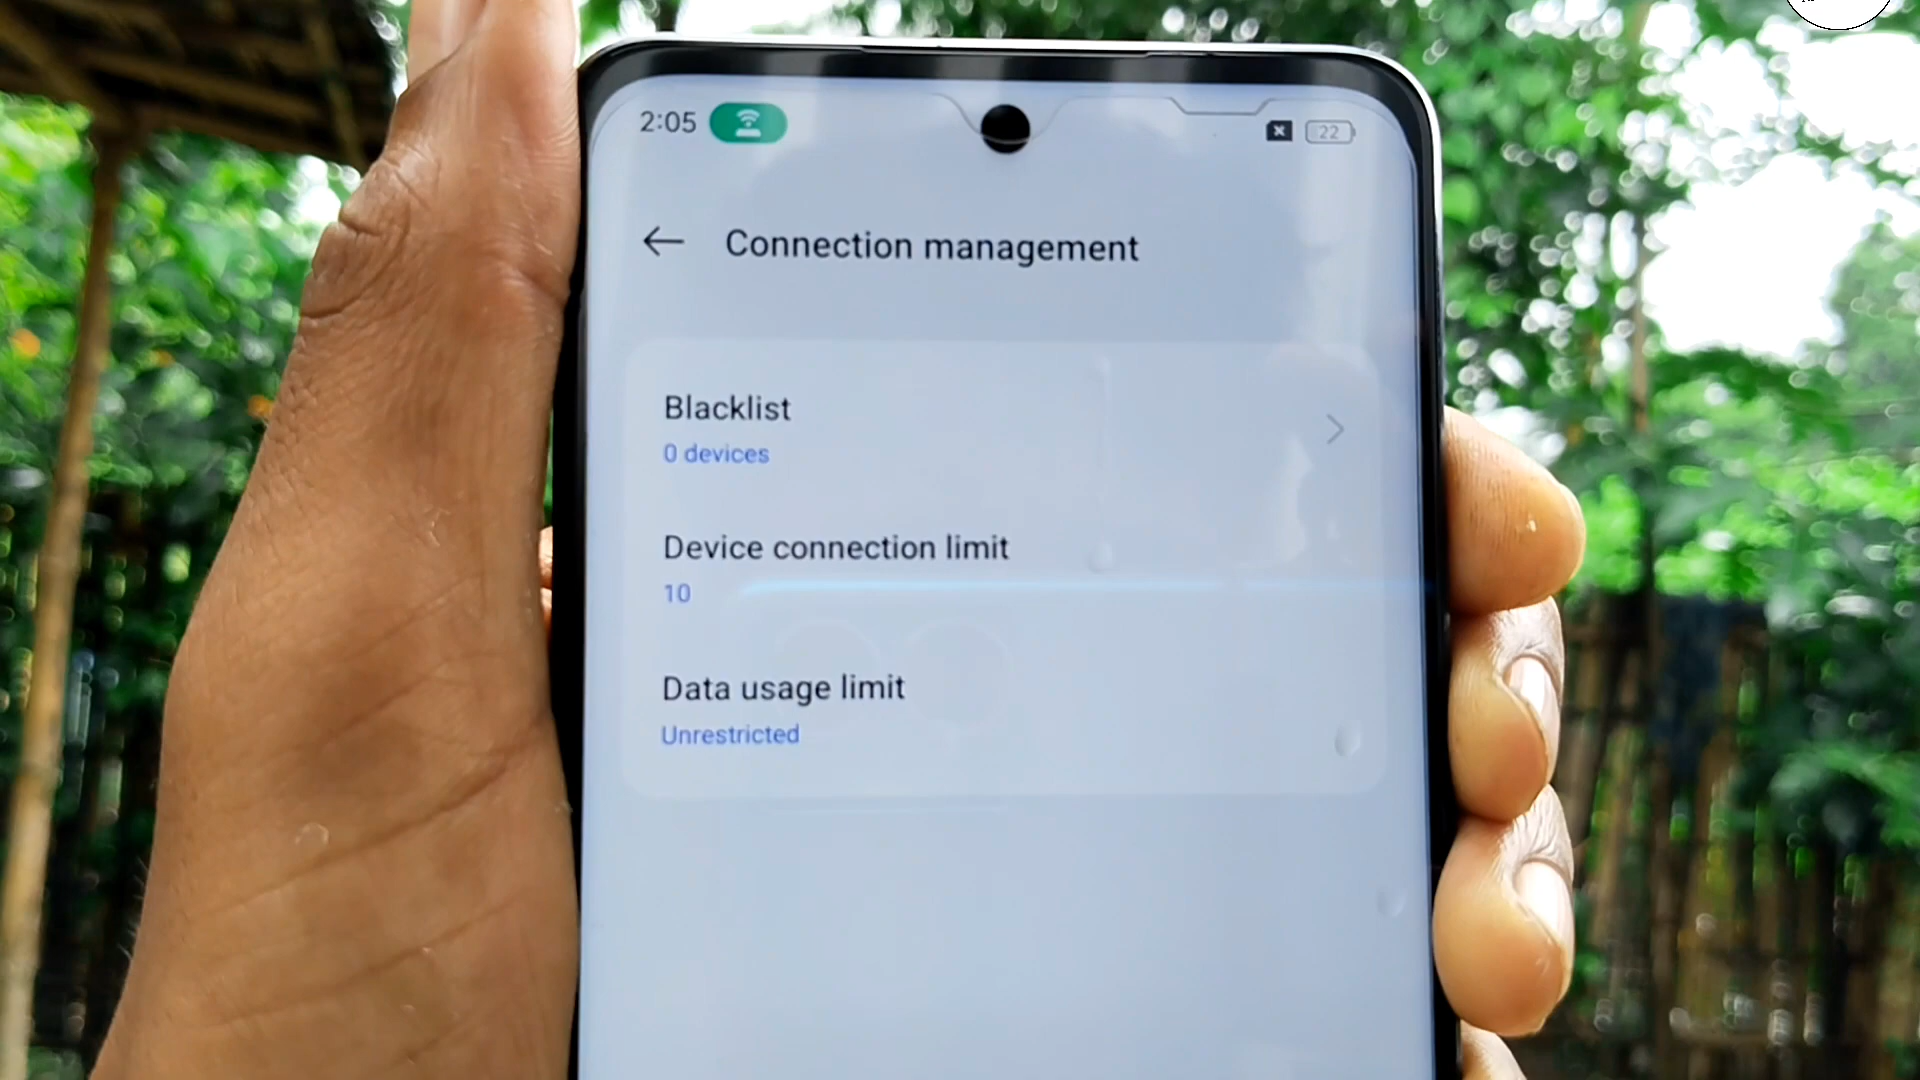 2:05
22
Connection management
Blacklist
0 devices
Device connection limit
10
Data usage limit
Unrestricted